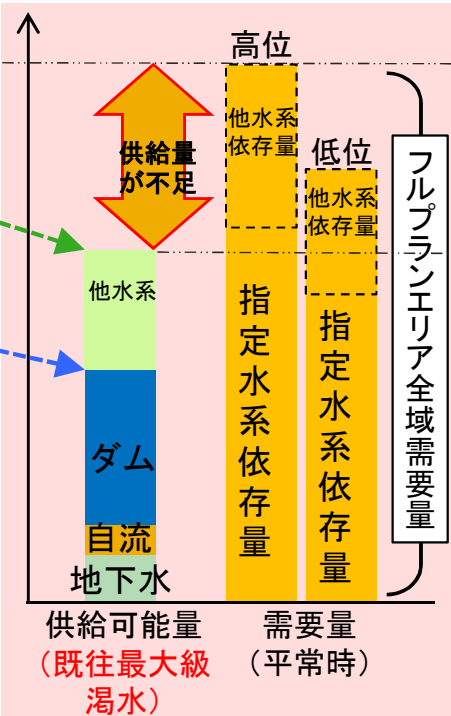 高位
他水系
依存量
供給量
が不足
低位
他水系
依存量
フルプランエリア全域需要量
他水系
指定水系依存量
指定水系依存量
ダム
自流
地下水
供給可能量
（既往最大級
渇水）
需要量
（平常時）